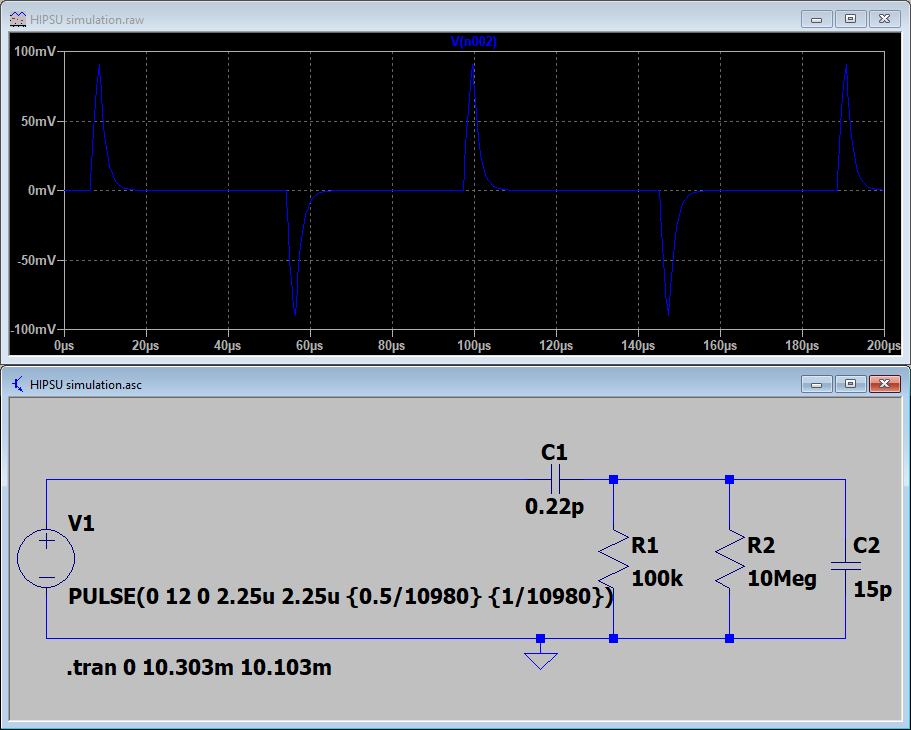 HIPSU simulation.raw
V(n002)
100mV
50mV
0mV
-50mV
-100mV
0µs 20µs 40µs 60µs 80µs 100µs 120µs 140µs 160µs 180µs 200µs
HIPSU simulation.asc
C1
0.22p
V1
R1
100k
R2
10Meg
C2
15p
PULSE(0 12 0 2.25u 2.25u {0.5/10980} {1/10980})
.tran 0 10.303m 10.103m